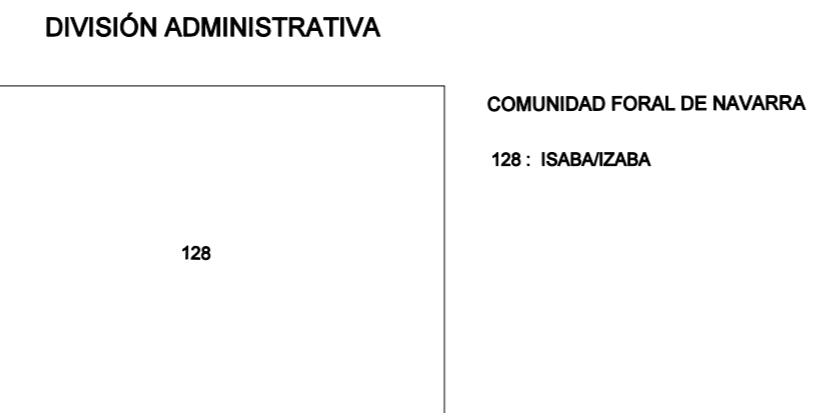 DIVISIÓN ADMINISTRATIVA
COMUNIDAD FORAL DE NAVARRA
128 : ISABA/IZABA
128